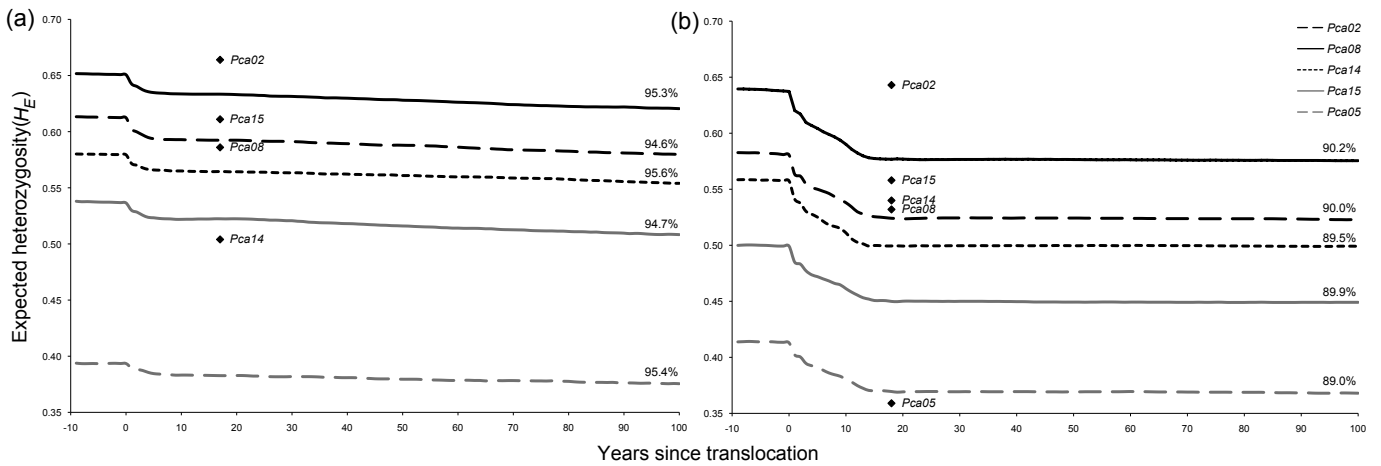 (a)
Expected heterozygosity(H_E)
0.70
0.65
0.60
0.55
0.50
0.45
0.40
0.35
Pca02
Pca15
Pca08
Pca14
95.3%
94.6%
95.6%
94.7%
95.4%
-10 0 10 20 30 40 50 60 70 80 90 100
(b)
0.70
0.65
0.60
0.55
0.50
0.45
0.40
0.35
Pca02
Pca08
Pca14
Pca15
Pca05
Pca02
Pca15
Pca14
Pca08
Pca05
90.2%
90.0%
89.5%
89.9%
89.0%
-10 0 10 20 30 40 50 60 70 80 90 100
Years since translocation